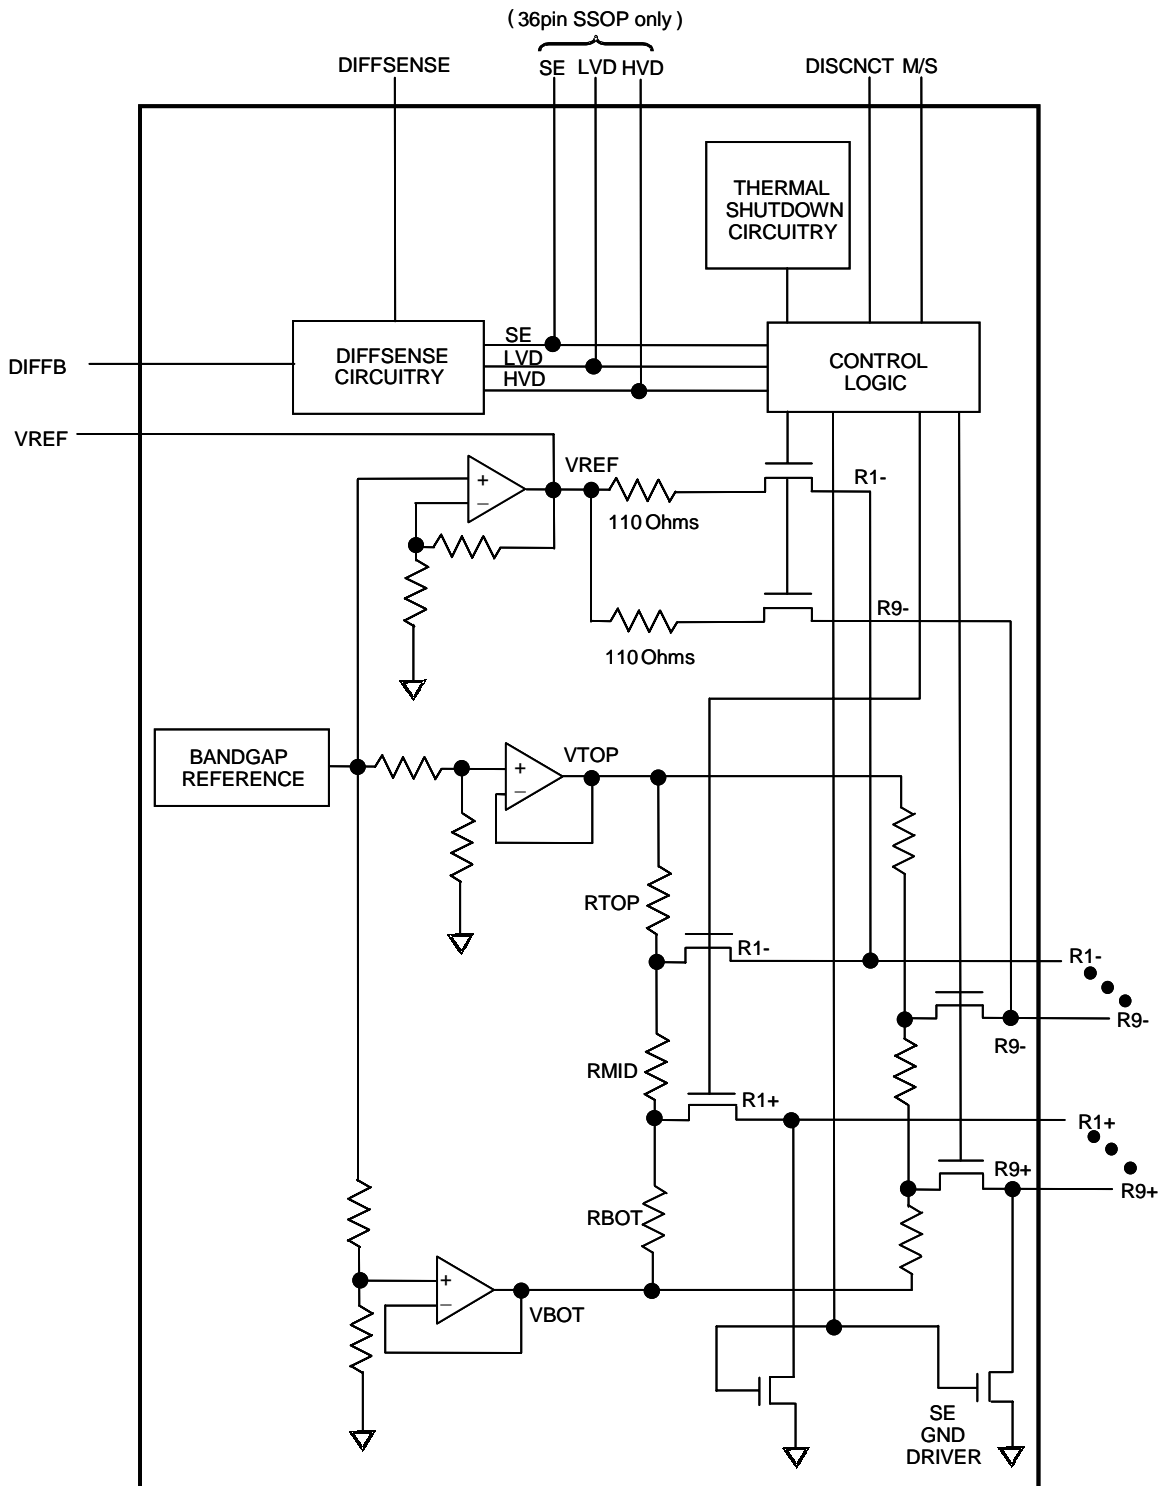 ( 36pin SSOP only )
DIFFSENSE
SE LVD HVD
DISCNCT M/S
THERMAL
SHUTDOWN
CIRCUITRY
DIFFB
DIFFSENSE
CIRCUITRY
SE
LVD
HVD
CONTROL
LOGIC
VREF
+
−
VREF
110 Ohms
R1-
R9-
110 Ohms
BANDGAP
REFERENCE
+
−
VTOP
RTOP
R1-
R1-
R9-
R9-
RMID
R1+
R1+
R9+
R9+
RBOT
+
−
VBOT
SE
GND
DRIVER